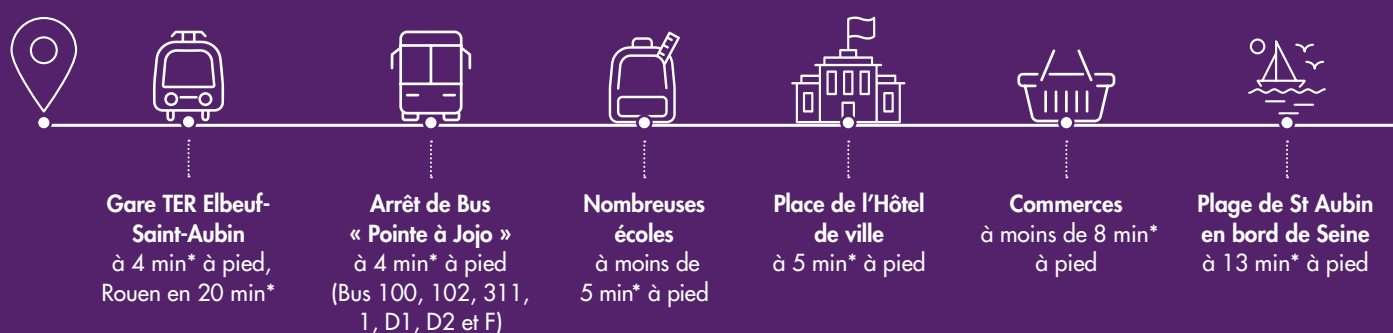 Gare TER Elbeuf-
Saint-Aubin
à 4 min* à pied,
Rouen en 20 min*
Arrêt de Bus
« Pointe à Jojo »
à 4 min* à pied
(Bus 100, 102, 311,
1, D1, D2 et F)
Nombreuses
écoles
à moins de
5 min* à pied
Place de l'Hôtel
de ville
à 5 min* à pied
Commerces
à moins de 8 min*
à pied
Plage de St Aubin
en bord de Seine
à 13 min* à pied